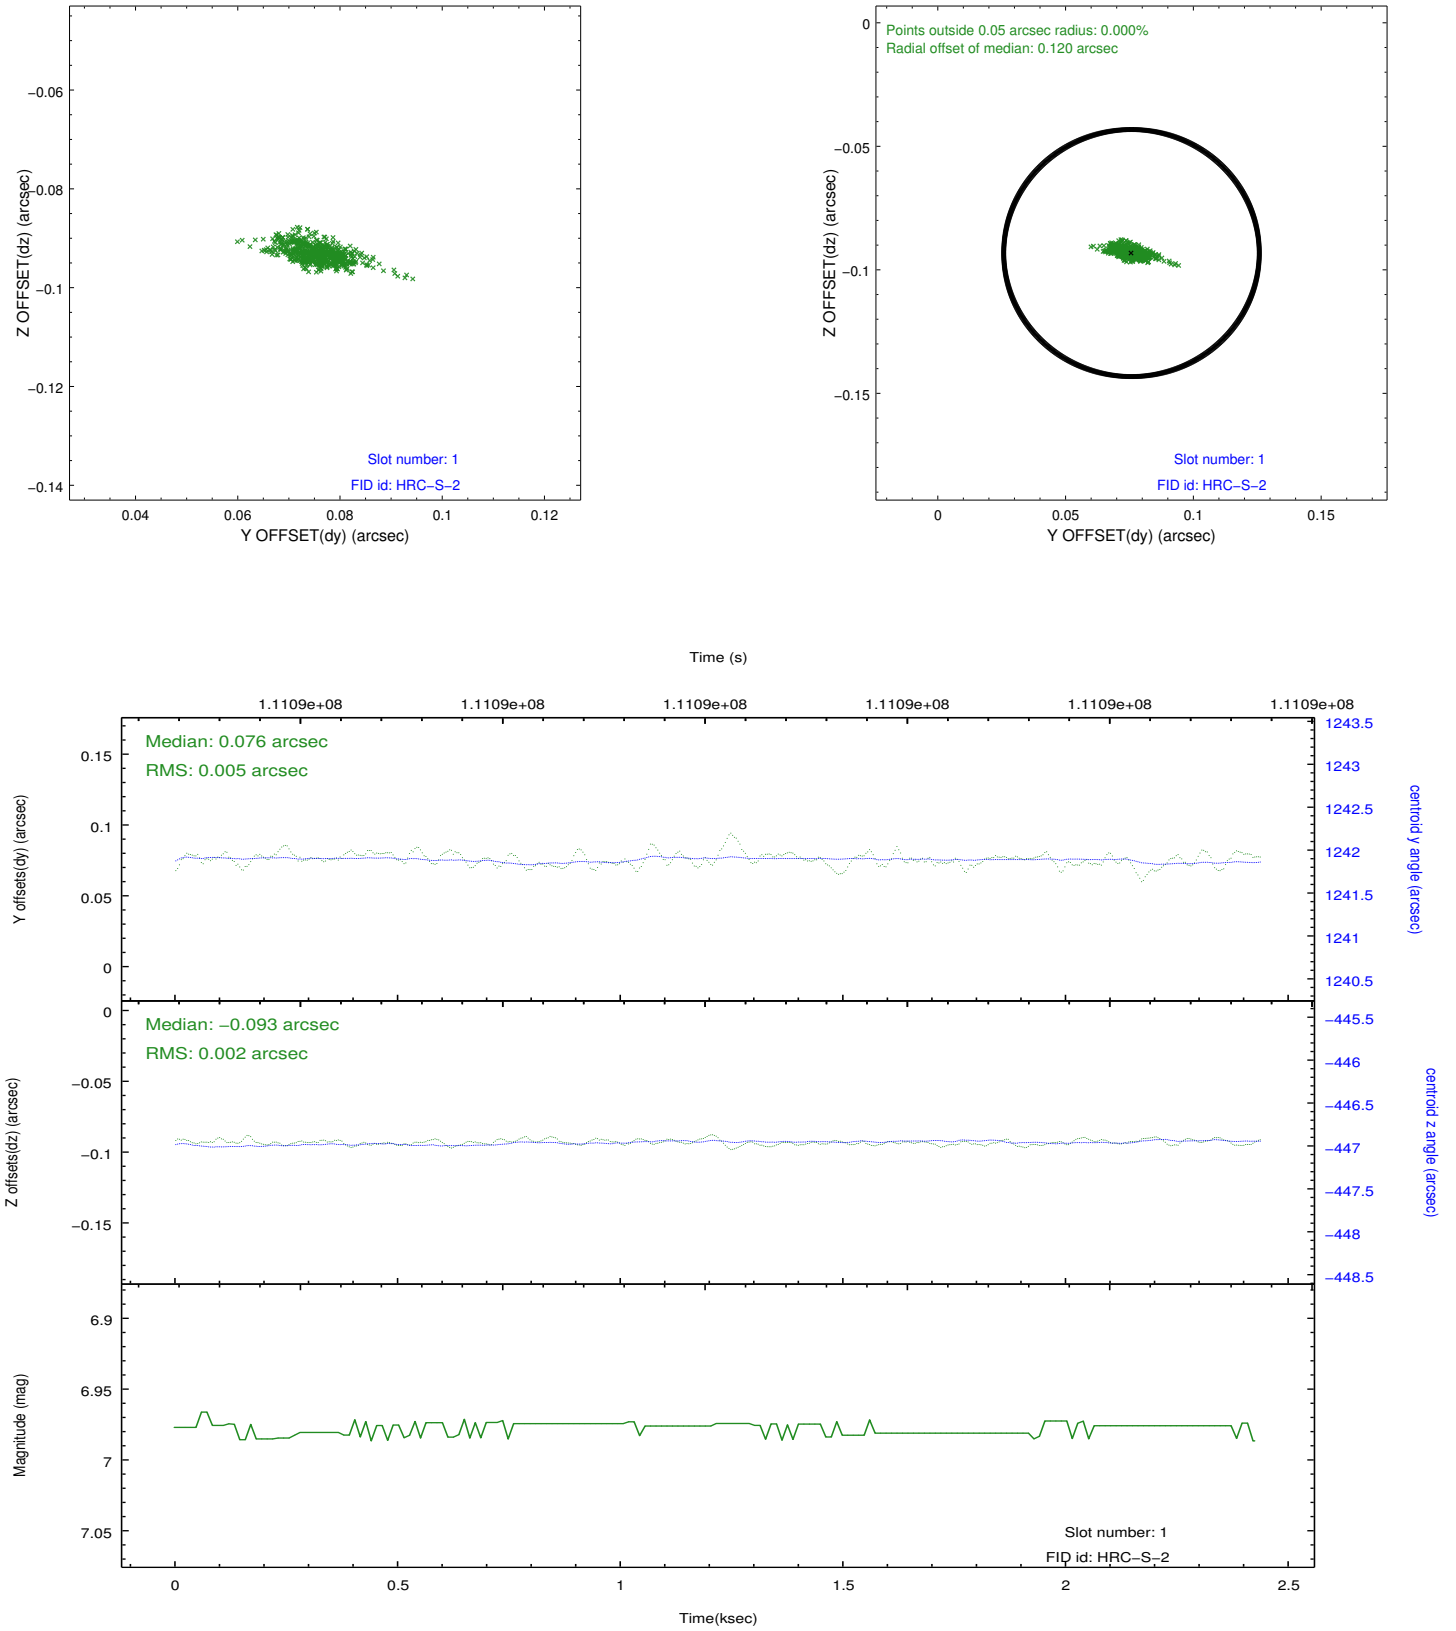 −0.06
−0.08
−0.1
−0.12
−0.14
Z OFFSET(dz) (arcsec)
Slot number: 1
FID id: HRC−S−2
0.04 0.06 0.08 0.1 0.12
Y OFFSET(dy) (arcsec)
Points outside 0.05 arcsec radius: 0.000%
Radial offset of median: 0.120 arcsec
0
−0.05
−0.1
−0.15
Z OFFSET(dz) (arcsec)
Slot number: 1
FID id: HRC−S−2
0 0.05 0.1 0.15
Y OFFSET(dy) (arcsec)
Time (s)
1.1109e+08 1.1109e+08 1.1109e+08 1.1109e+08 1.1109e+08 1.1109e+08
Median: 0.076 arcsec
RMS: 0.005 arcsec
0.15
0.1
0.05
0
Y offsets(dy) (arcsec)
1243.5
1243
1242.5
1242
1241.5
1241
1240.5
centroid y angle (arcsec)
Median: −0.093 arcsec
RMS: 0.002 arcsec
0
−0.05
−0.1
−0.15
Z offsets(dz) (arcsec)
−445.5
−446
−446.5
−447
−447.5
−448
−448.5
centroid z angle (arcsec)
6.9
6.95
7
7.05
Magnitude (mag)
Slot number: 1
FID id: HRC−S−2
0 0.5 1 1.5 2 2.5
Time(ksec)